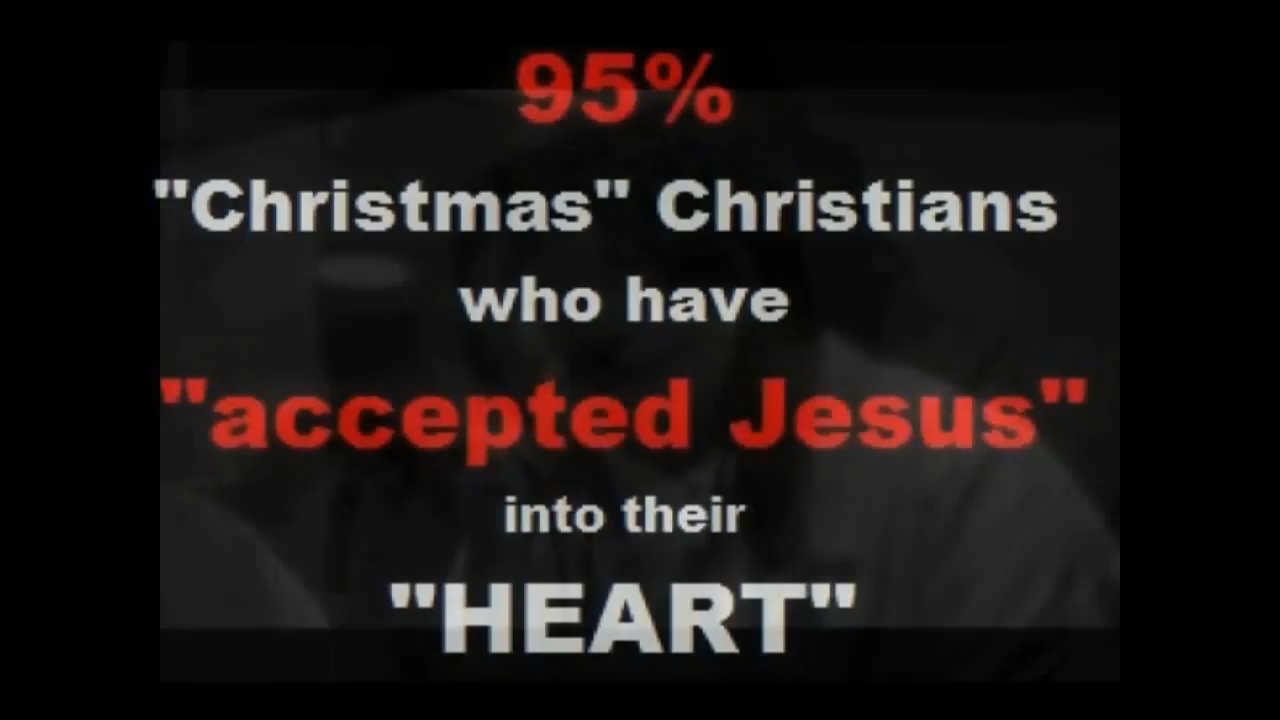 95%
"Christmas" Christians
who have
"accepted Jesus"
into their
"HEART"